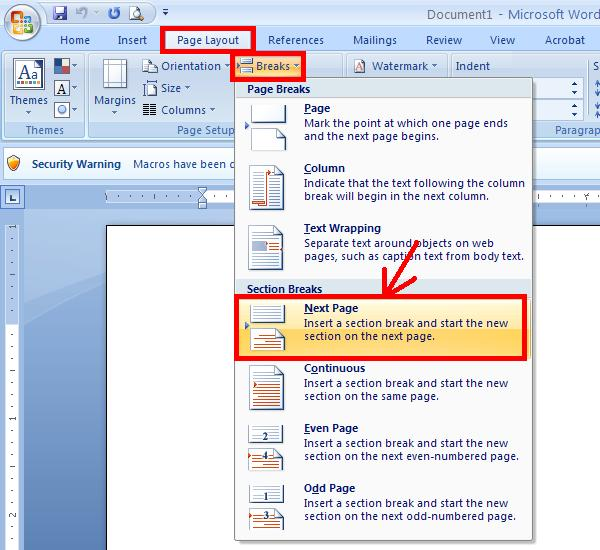 Document1 - Microsoft Word
Home Insert Page Layout References Mailings Review View Acrobat
Themes Margins Orientation Breaks Watermark Indent
Size
Columns
Themes Page Setup Paragrap
Security Warning Macros have been d
Page Breaks
Page
Mark the point at which one page ends
and the next page begins.
Column
Indicate that the text following the column
break will begin in the next column.
Text Wrapping
Separate text around objects on web
pages, such as caption text from body text.
Section Breaks
Next Page
Insert a section break and start the new
section on the next page.
Continuous
Insert a section break and start the new
section on the same page.
Even Page
Insert a section break and start the new
section on the next even-numbered page.
2
4
Odd Page
Insert a section break and start the new
section on the next odd-numbered page.
1
3